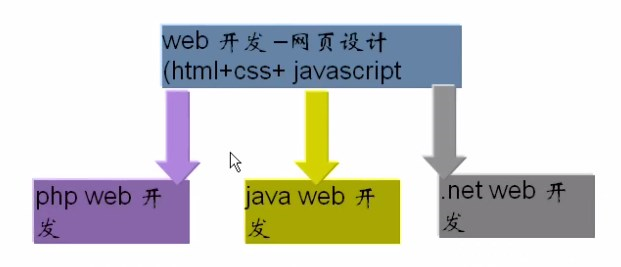 web 开发 –网页设计
(html+css+ javascript
php web 开
发
java web 开
发
.net web 开
发